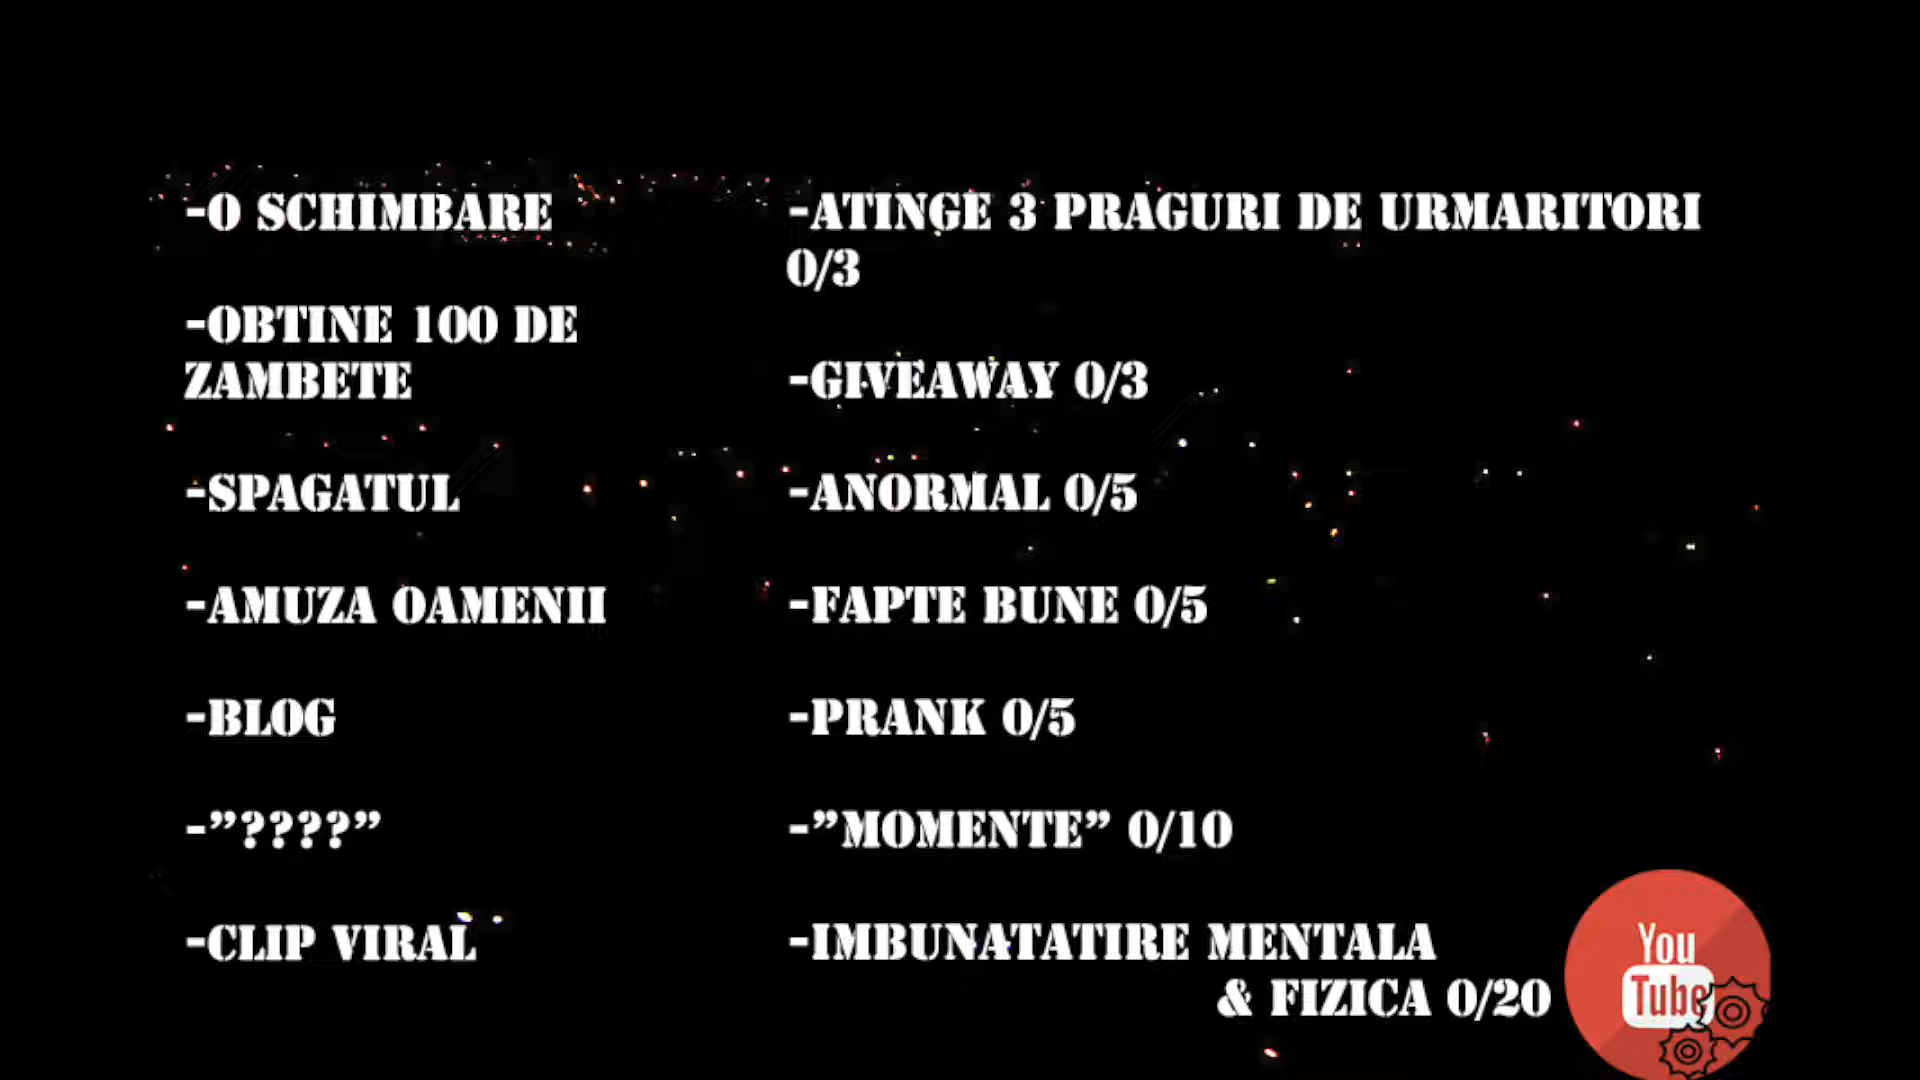 -O SCHIMBARE
-OBTINE 100 DE
ZAMBETE
-SPAGATUL
-AMUZA OAMENII
-BLOG
-”????”
-CLIP VIRAL
-ATINGE 3 PRAGURI DE URMARITORI
0/3
-GIVEAWAY 0/3
-ANORMAL 0/5
-FAPTE BUNE 0/5
-PRANK 0/5
-”MOMENTE” 0/10
-IMBUNATATIRE MENTALA
& FIZICA 0/20
You
Tube